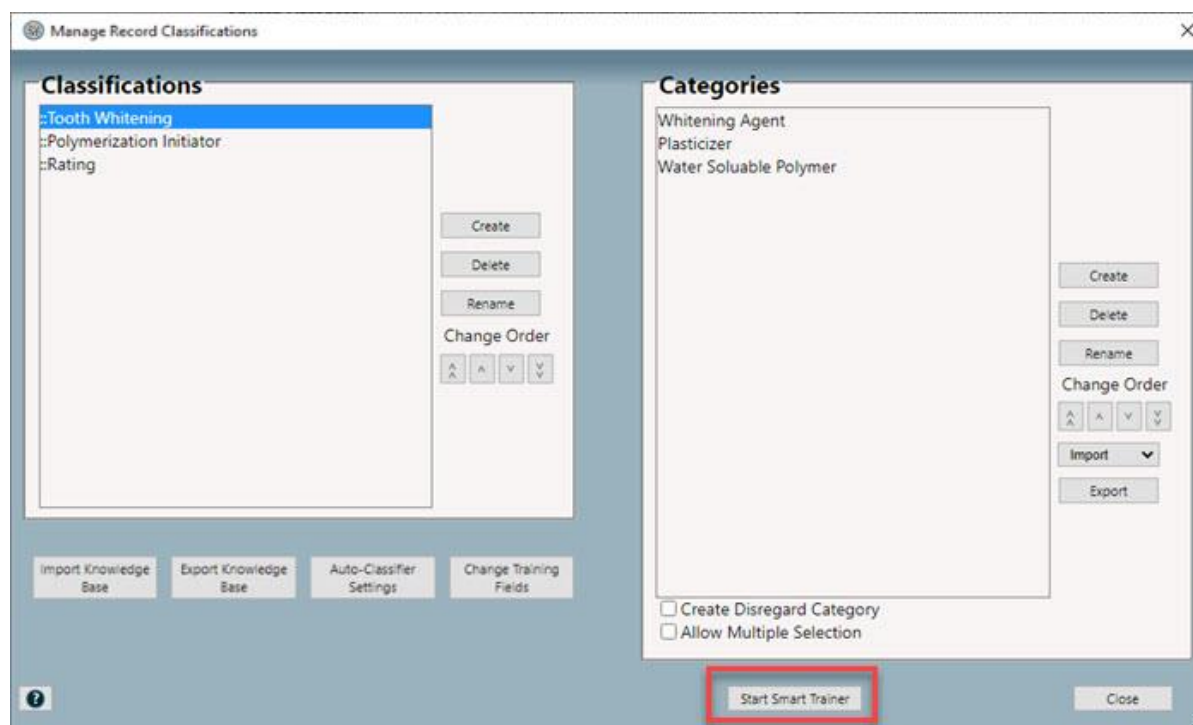 Manage Record Classifications
Classifications
::Tooth Whitening
::Polymerization Initiator
::Rating
Create
Delete
Rename
Change Order
Import Knowledge
Base
Export Knowledge
Base
Auto-Classifier
Settings
Change Training
Fields
Categories
Whitening Agent
Plasticizer
Water Soluable Polymer
Create
Delete
Rename
Change Order
Import
Export
Create Disregard Category
Allow Multiple Selection
Start Smart Trainer
Close